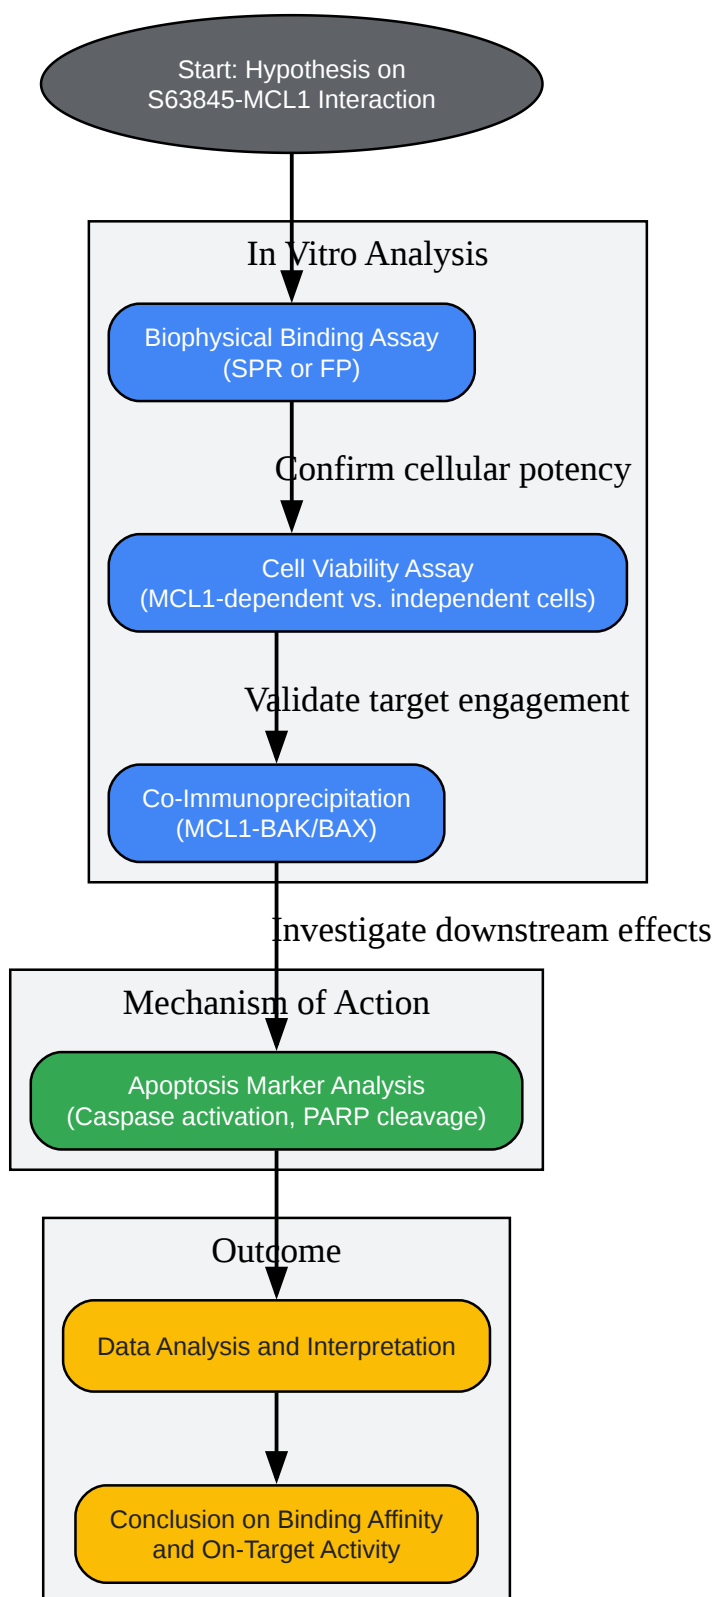 Start: Hypothesis on
S63845-MCL1 Interaction
In Vitro Analysis
Biophysical Binding Assay
(SPR or FP)
Confirm cellular potency
Cell Viability Assay
(MCL1-dependent vs. independent cells)
Validate target engagement
Co-Immunoprecipitation
(MCL1-BAK/BAX)
Investigate downstream effects
Mechanism of Action
Apoptosis Marker Analysis
(Caspase activation, PARP cleavage)
Outcome
Data Analysis and Interpretation
Conclusion on Binding Affinity
and On-Target Activity